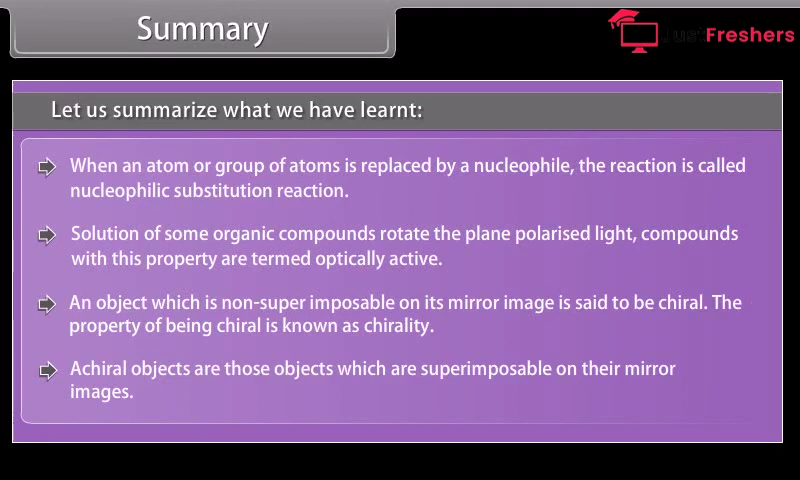 Summary
Just Freshers
Let us summarize what we have learnt:
When an atom or group of atoms is replaced by a nucleophile, the reaction is called
nucleophilic substitution reaction.
Solution of some organic compounds rotate the plane polarised light, compounds
with this property are termed optically active.
An object which is non-super imposable on its mirror image is said to be chiral. The
property of being chiral is known as chirality.
Achiral objects are those objects which are superimposable on their mirror
images.